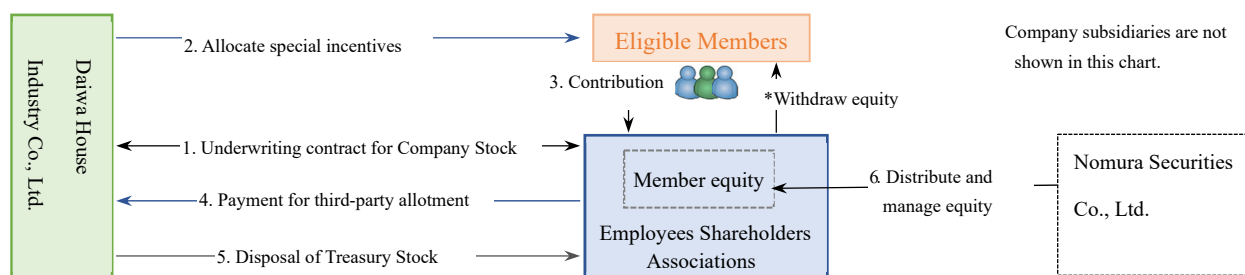 Daiwa House
Industry Co., Ltd.
2. Allocate special incentives
Eligible Members
Company subsidiaries are not
shown in this chart.
3. Contribution
*Withdraw equity
1. Underwriting contract for Company Stock
Member equity
6. Distribute and
manage equity
Nomura Securities
Co., Ltd.
4. Payment for third-party allotment
Employees Shareholders
Associations
5. Disposal of Treasury Stock